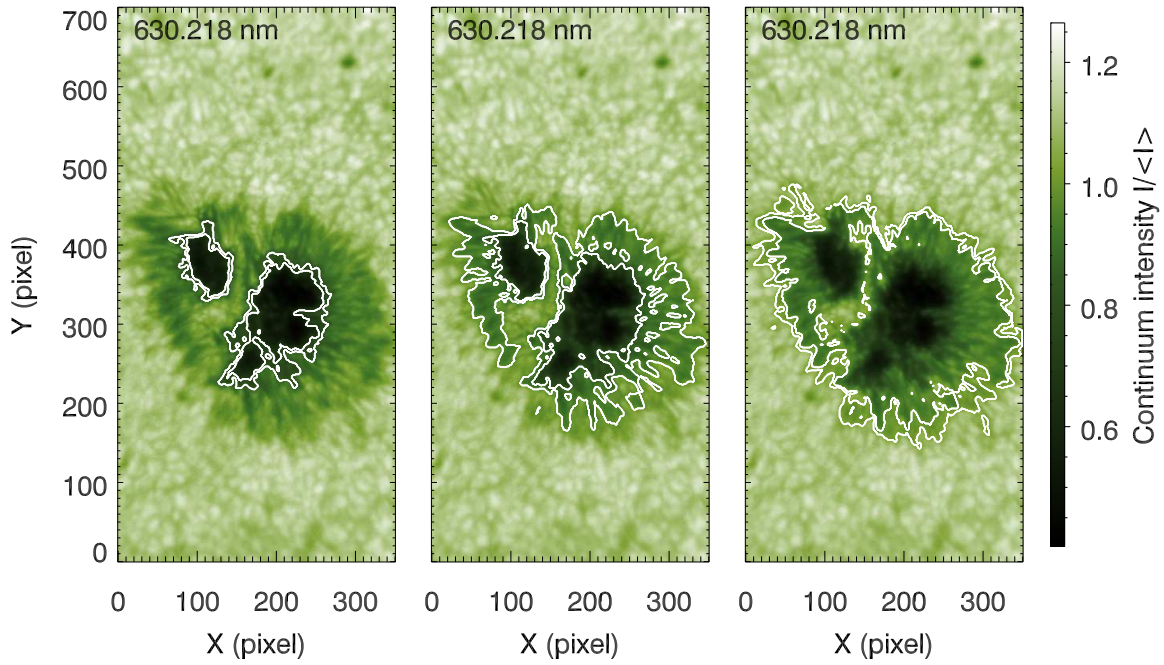 630.218 nm 630.218 nm 630.218 nm
700
600
500
400
300
200
100
0
Y (pixel)
0 100 200 300 0 100 200 300 0 100 200 300
X (pixel) X (pixel) X (pixel)
1.2
1.0
0.8
0.6
Continuum intensity I/<I>